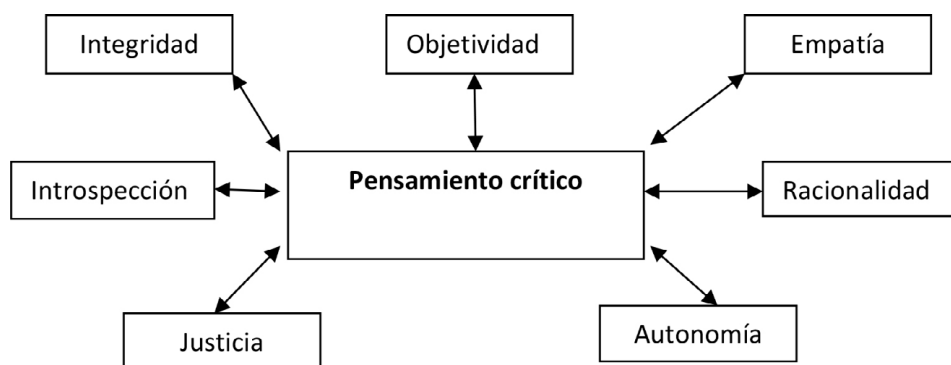 Integridad
Objetividad
Empatía
Pensamiento crítico
Introspección
Racionalidad
Justicia
Autonomía